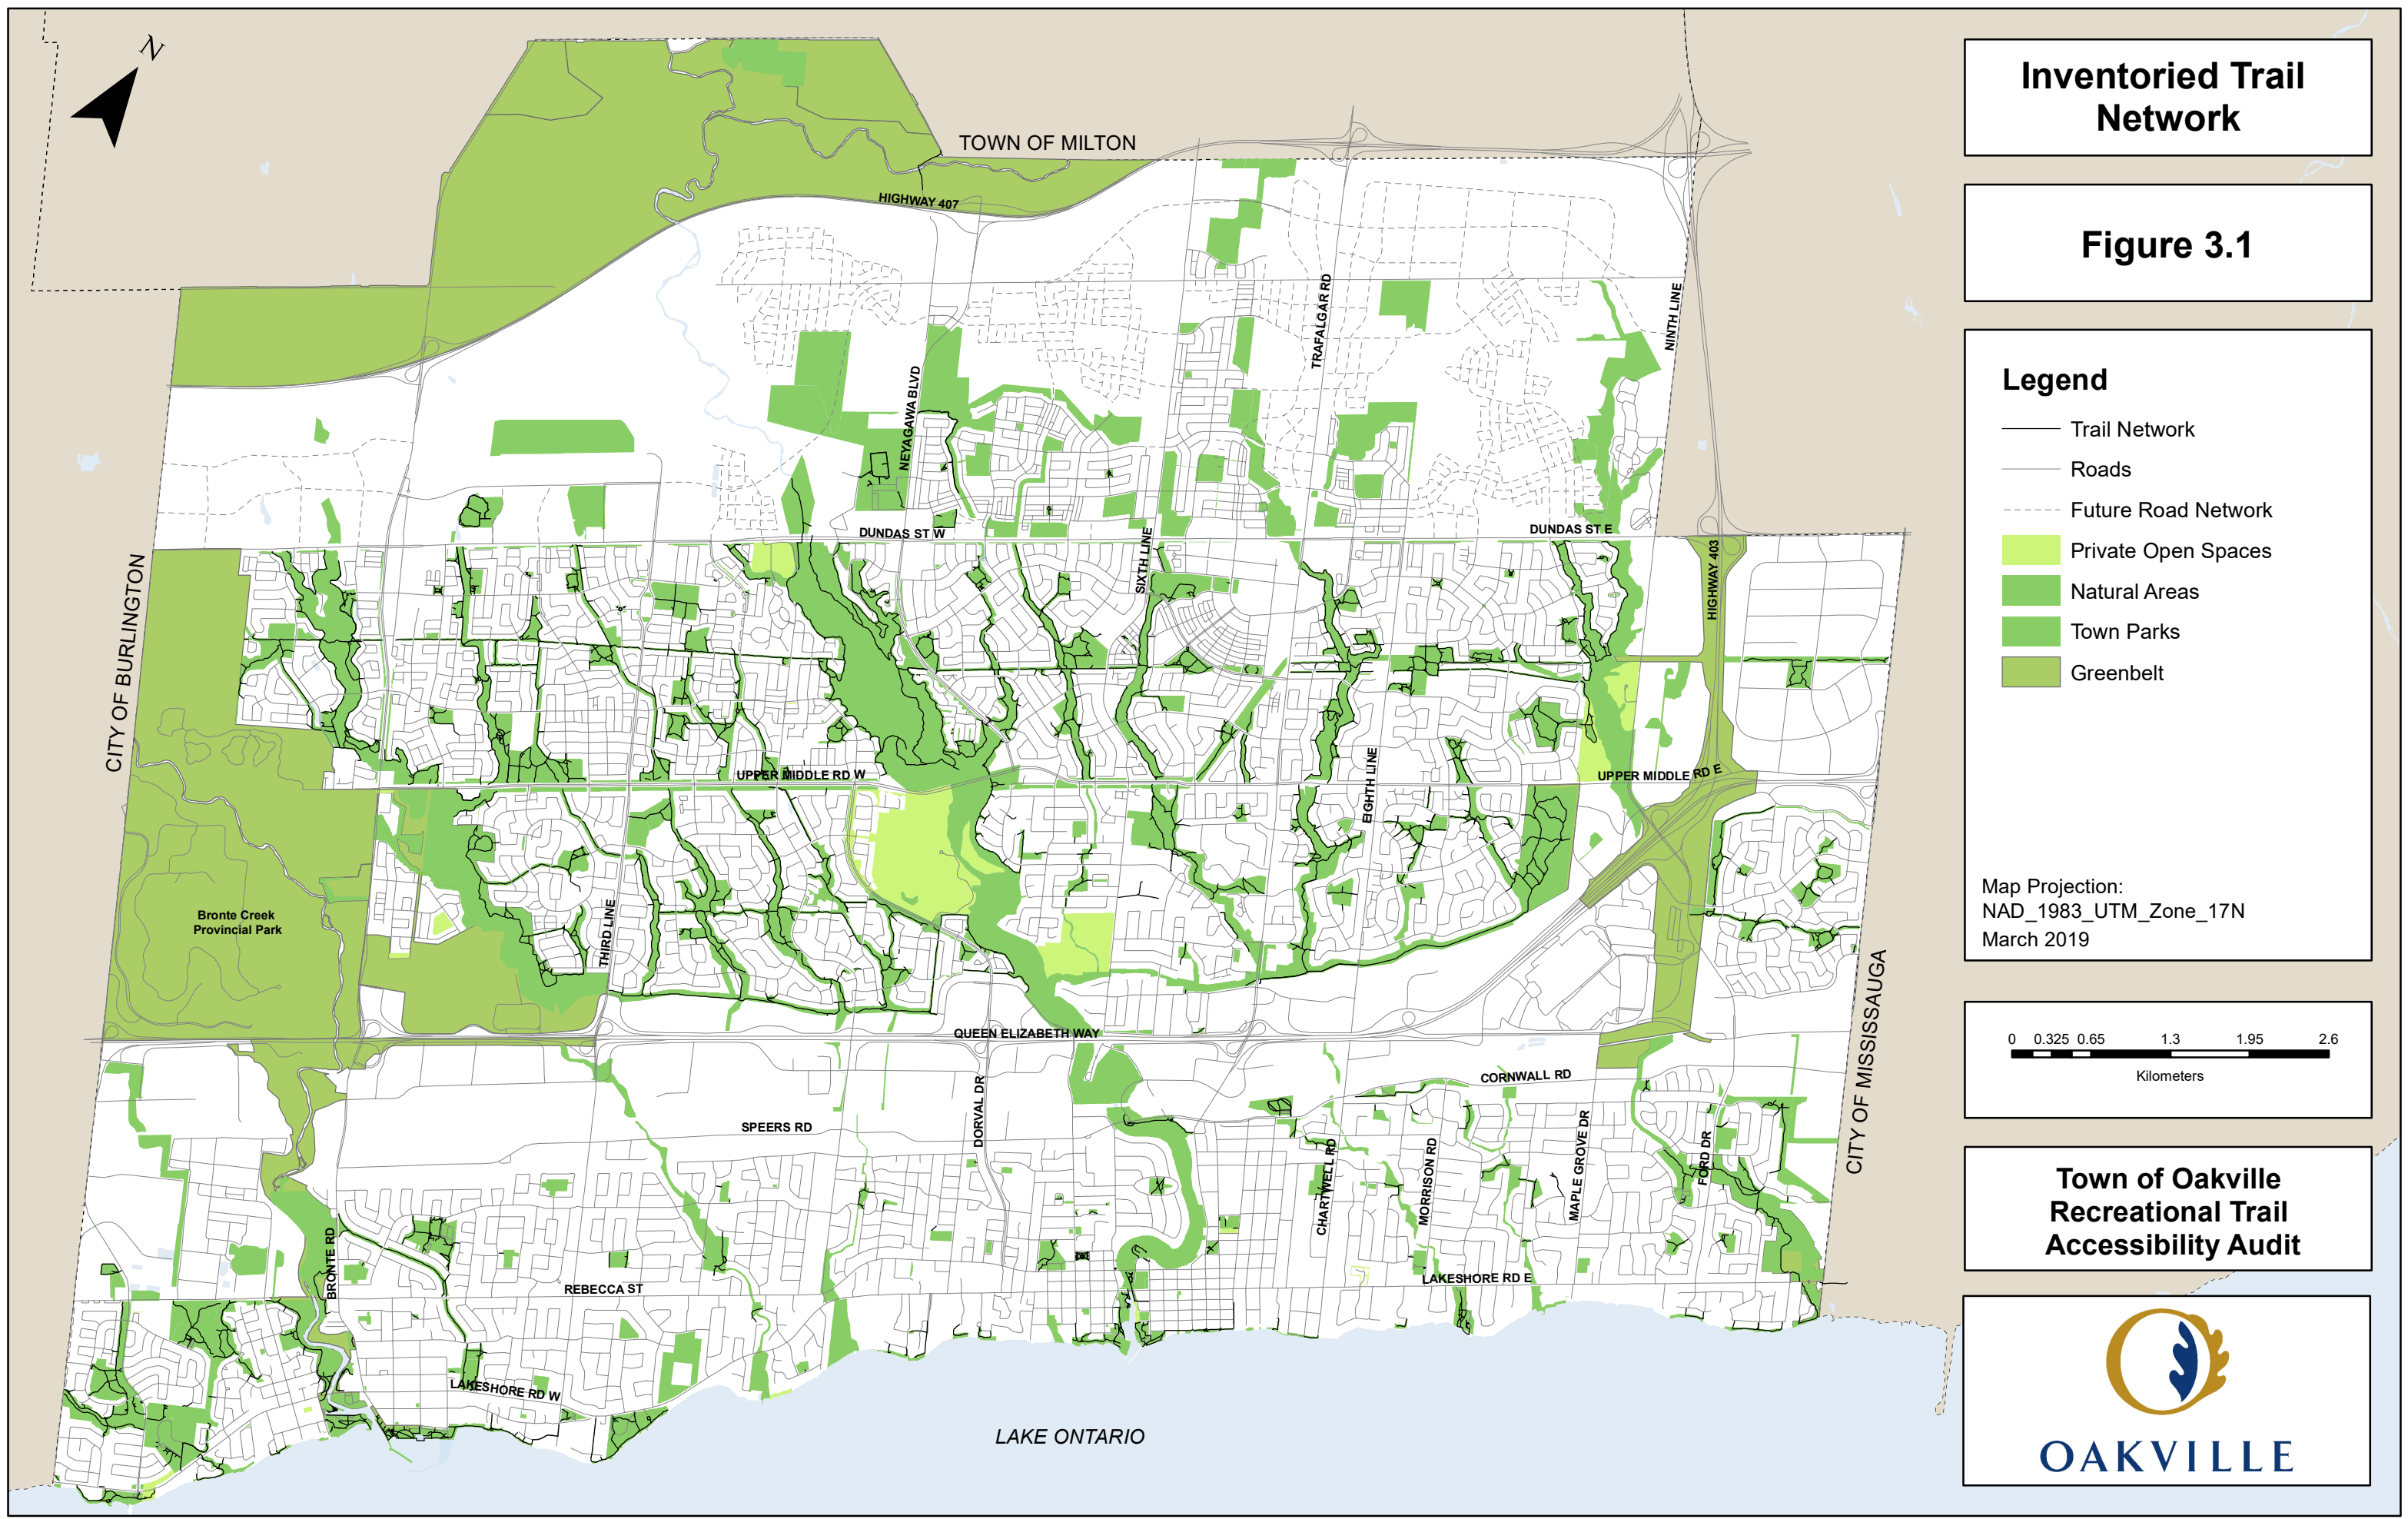 N
TOWN OF MILTON
HIGHWAY 407
TRAFALGAR RD
NINTH LINE
NEYAGAWA BLVD
DUNDAS ST W
DUNDAS ST E
SIXTH LINE
HIGHWAY 403
CITY OF BURLINGTON
UPPER MIDDLE RD W
EIGHTH LINE
UPPER MIDDLE RD E
Bronte Creek
Provincial Park
THIRD LINE
CITY OF MISSISSAUGA
QUEEN ELIZABETH WAY
CORNWALL RD
DORVAL DR
SPEERS RD
CHARTWELL RD
MORRISON RD
MAPLE GROVE DR
FORD DR
BRONTE RD
REBECCA ST
LAKESHORE RD E
LAKESHORE RD W
LAKE ONTARIO
Inventoried Trail
Network
Figure 3.1
Legend
Trail Network
Roads
Future Road Network
Private Open Spaces
Natural Areas
Town Parks
Greenbelt
Map Projection:
NAD_1983_UTM_Zone_17N
March 2019
0 0.325 0.65 1.3 1.95 2.6
Kilometers
Town of Oakville
Recreational Trail
Accessibility Audit
OAKVILLE